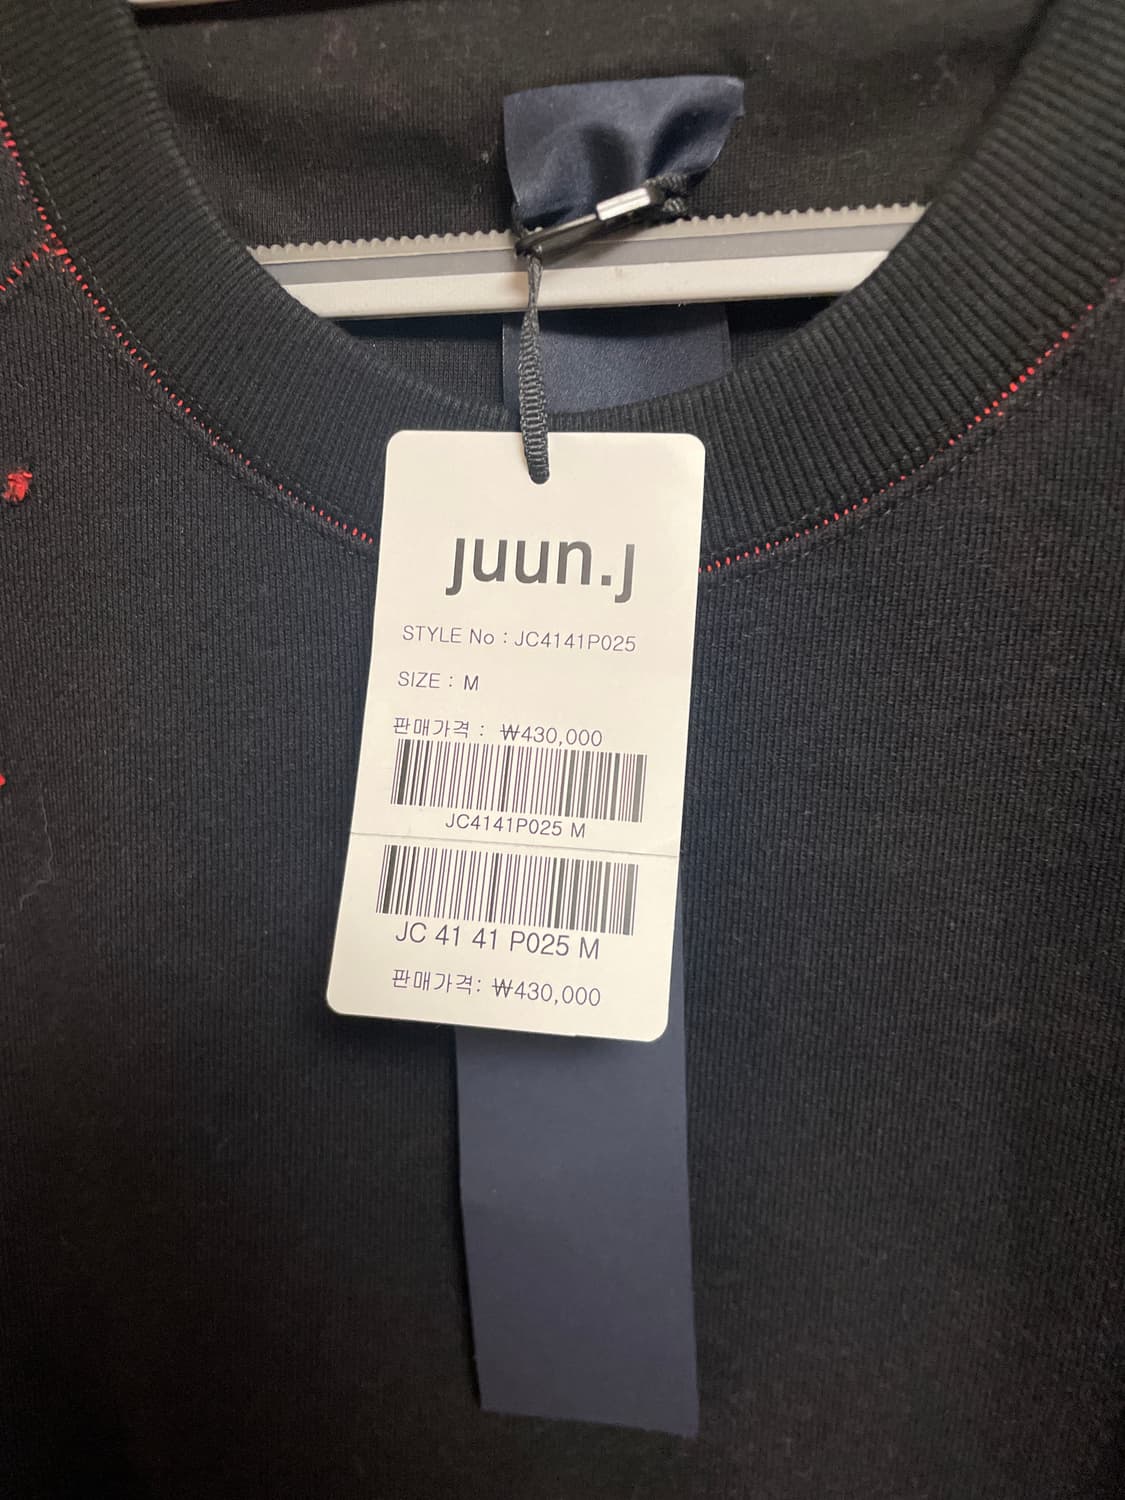 juun.j
STYLE No : JC4141P025
SIZE : M
판매가격 : ₩430,000
JC4141P025 M
JC 41 41 P025 M
판매가격: ₩430,000